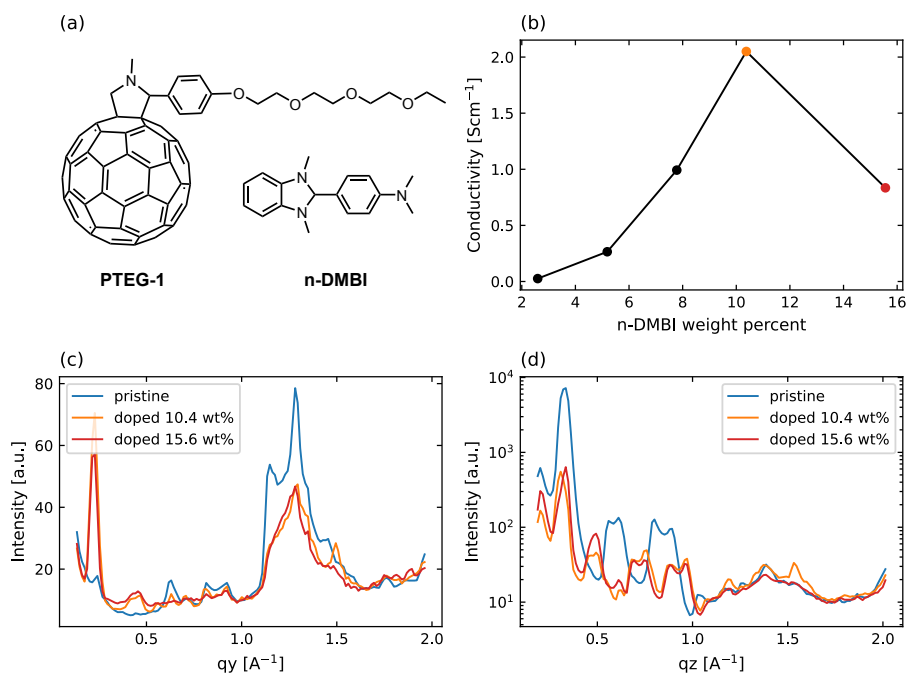 (a)
N
O
O
O
O
N
N
N
PTEG-1
n-DMBI
(b)
Conductivity [Scm⁻¹]
2.0
1.5
1.0
0.5
0.0
2 4 6 8 10 12 14 16
n-DMBI weight percent
(c)
Intensity [a.u.]
80
60
40
20
pristine
doped 10.4 wt%
doped 15.6 wt%
0.5 1.0 1.5 2.0
qy [A⁻¹]
(d)
Intensity [a.u.]
10⁴
10³
10²
10¹
pristine
doped 10.4 wt%
doped 15.6 wt%
0.5 1.0 1.5 2.0
qz [A⁻¹]